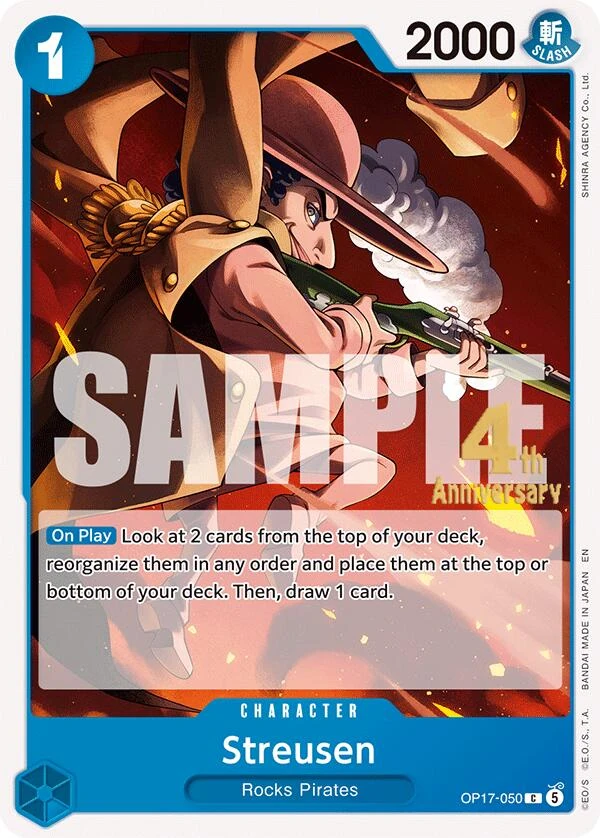 1
2000
斬
SLASH
SHINRA AGENCY Co., Ltd.
SAMPLE
4th
Anniversary
On Play Look at 2 cards from the top of your deck,
reorganize them in any order and place them at the top or
bottom of your deck. Then, draw 1 card.
CHARACTER
Streusen
Rocks Pirates
OP17-050 C 5
©EO/S ©E.O./S., T.A. BANDAI MADE IN JAPAN EN